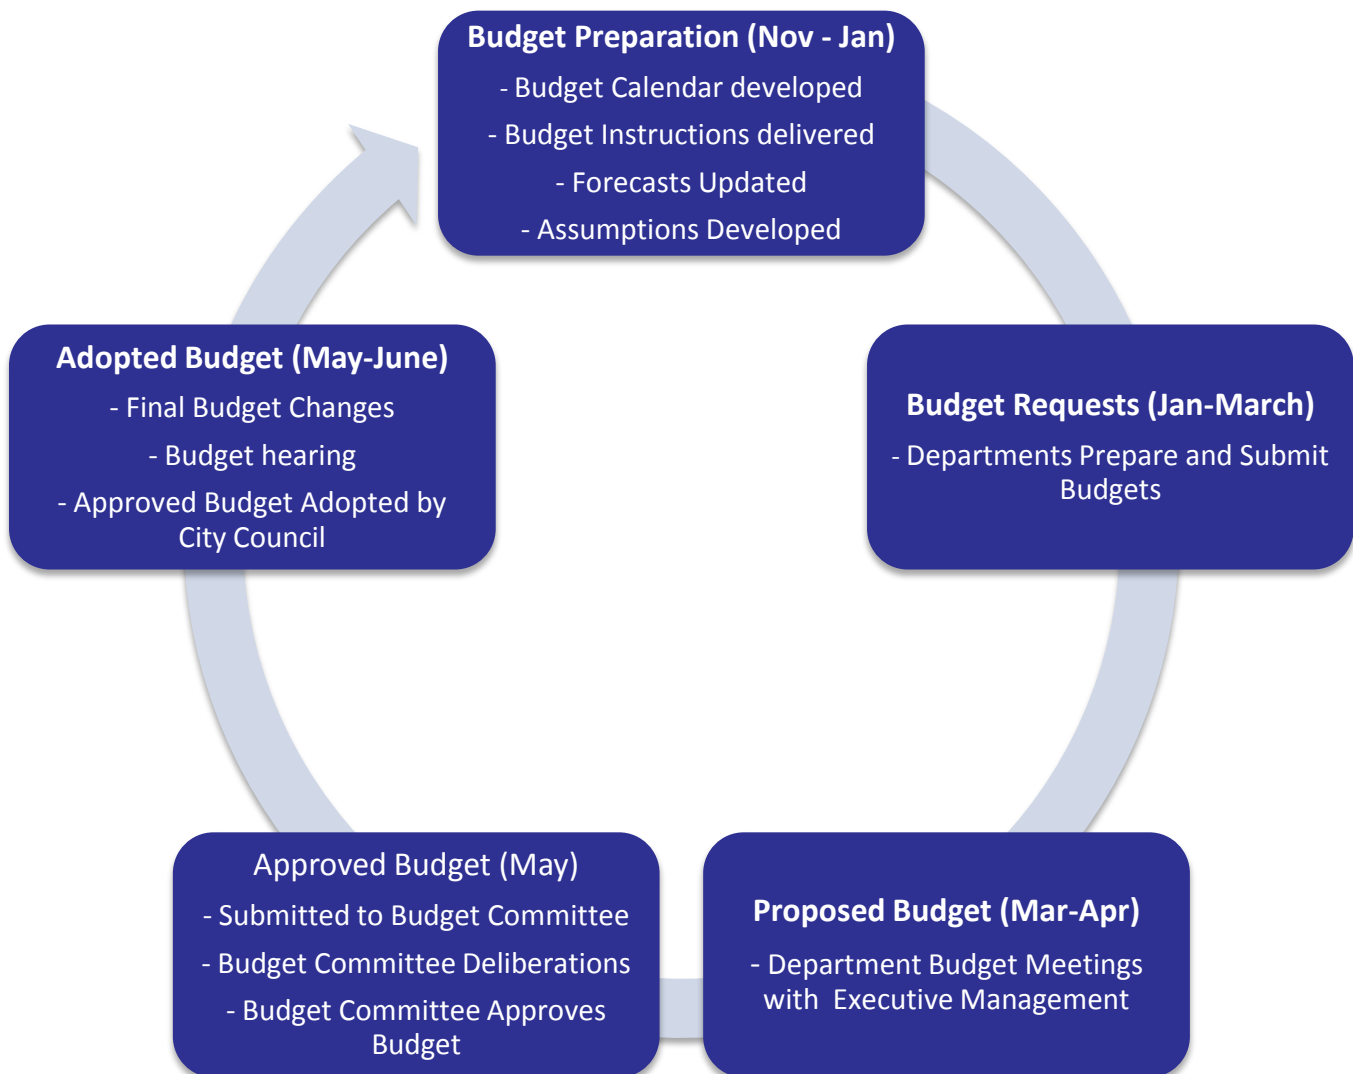 Budget Preparation (Nov - Jan)
- Budget Calendar developed
- Budget Instructions delivered
- Forecasts Updated
- Assumptions Developed
Budget Requests (Jan-March)
- Departments Prepare and Submit
Budgets
Proposed Budget (Mar-Apr)
- Department Budget Meetings
with  Executive Management
Approved Budget (May)
- Submitted to Budget Committee
- Budget Committee Deliberations
- Budget Committee Approves
Budget
Adopted Budget (May-June)
- Final Budget Changes
- Budget hearing
- Approved Budget Adopted by
City Council